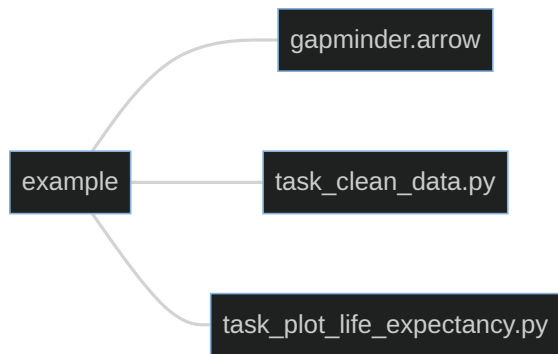 gapminder.arrow
example
task_clean_data.py
task_plot_life_expectancy.py